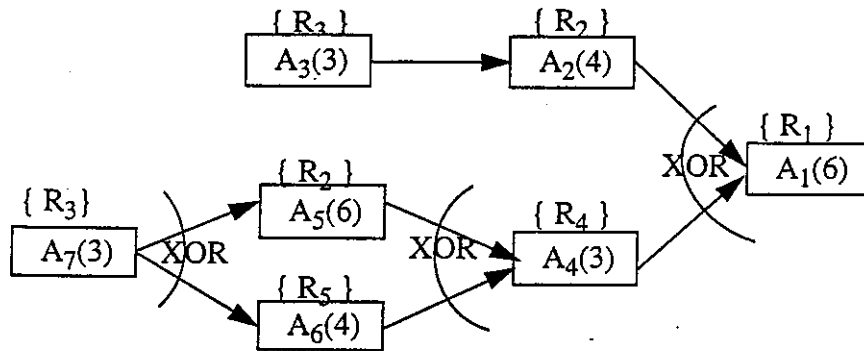 { R₃ } { R₂ }
A₃(3) A₂(4)
{ R₁ }
XOR A₁(6)
{ R₃} { R₂ } { R₄ }
A₇(3) XOR A₅(6) XOR A₄(3)
{ R₅ }
A₆(4)